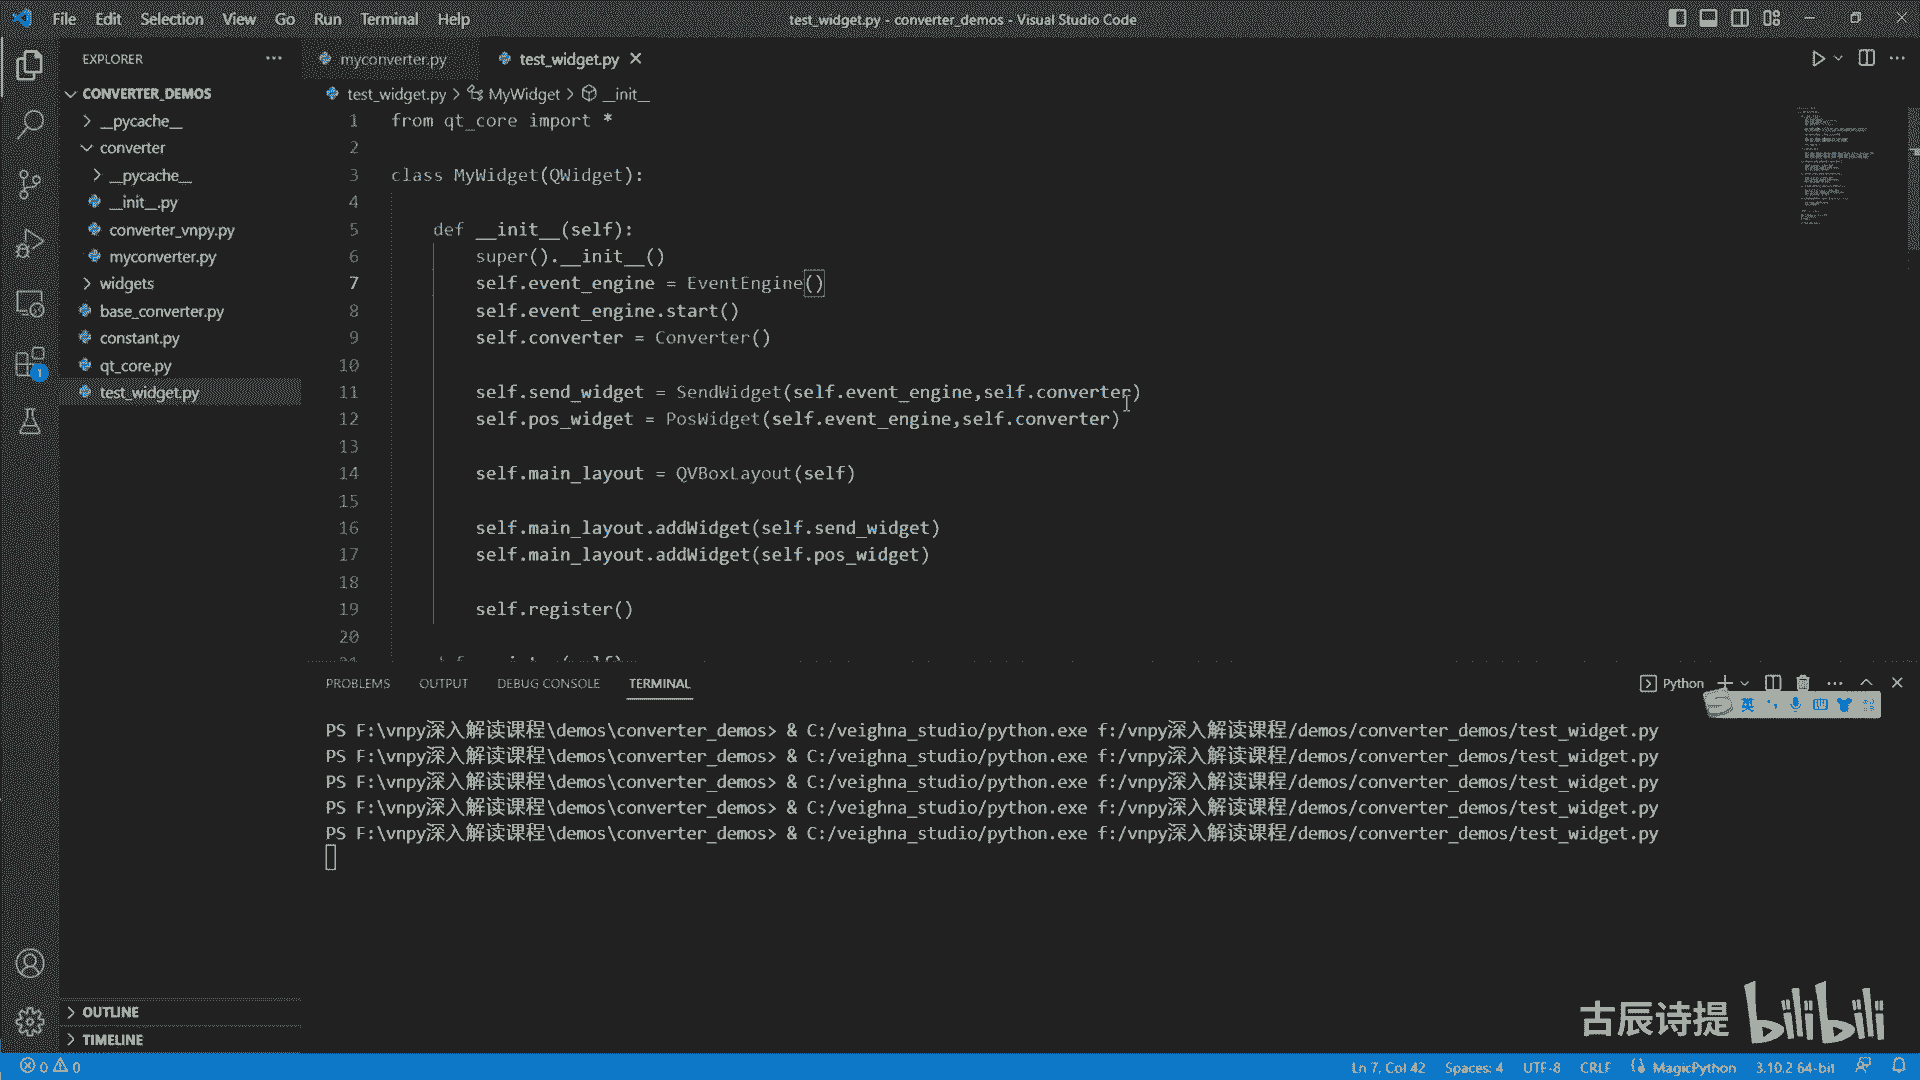 File Edit Selection View Go Run Terminal Help
test_widget.py - converter_demos - Visual Studio Code
EXPLORER
CONVERTER_DEMOS
__pycache__
converter
__pycache__
__init__.py
converter_vnpy.py
myconverter.py
widgets
base_converter.py
constant.py
qt_core.py
test_widget.py
OUTLINE
TIMELINE
1
myconverter.py
test_widget.py
test_widget.py > MyWidget > __init__
1 from qt_core import *
2
3 class MyWidget(QWidget):
4
5 def __init__(self):
6 super().__init__()
7 self.event_engine = EventEngine()
8 self.event_engine.start()
9 self.converter = Converter()
10
11 self.send_widget = SendWidget(self.event_engine,self.converter)
12 self.pos_widget = PosWidget(self.event_engine,self.converter)
13
14 self.main_layout = QVBoxLayout(self)
15
16 self.main_layout.addWidget(self.send_widget)
17 self.main_layout.addWidget(self.pos_widget)
18
19 self.register()
20
PROBLEMS OUTPUT DEBUG CONSOLE TERMINAL
Python
英
PS F:\vnpy深入解读课程\demos\converter_demos> & C:/veighna_studio/python.exe f:/vnpy深入解读课程/demos/converter_demos/test_widget.py
PS F:\vnpy深入解读课程\demos\converter_demos> & C:/veighna_studio/python.exe f:/vnpy深入解读课程/demos/converter_demos/test_widget.py
PS F:\vnpy深入解读课程\demos\converter_demos> & C:/veighna_studio/python.exe f:/vnpy深入解读课程/demos/converter_demos/test_widget.py
PS F:\vnpy深入解读课程\demos\converter_demos> & C:/veighna_studio/python.exe f:/vnpy深入解读课程/demos/converter_demos/test_widget.py
PS F:\vnpy深入解读课程\demos\converter_demos> & C:/veighna_studio/python.exe f:/vnpy深入解读课程/demos/converter_demos/test_widget.py
古辰诗提 bilibili
0 0
Ln 7, Col 42 Spaces: 4 UTF-8 CRLF MagicPython 3.10.2 64-bit